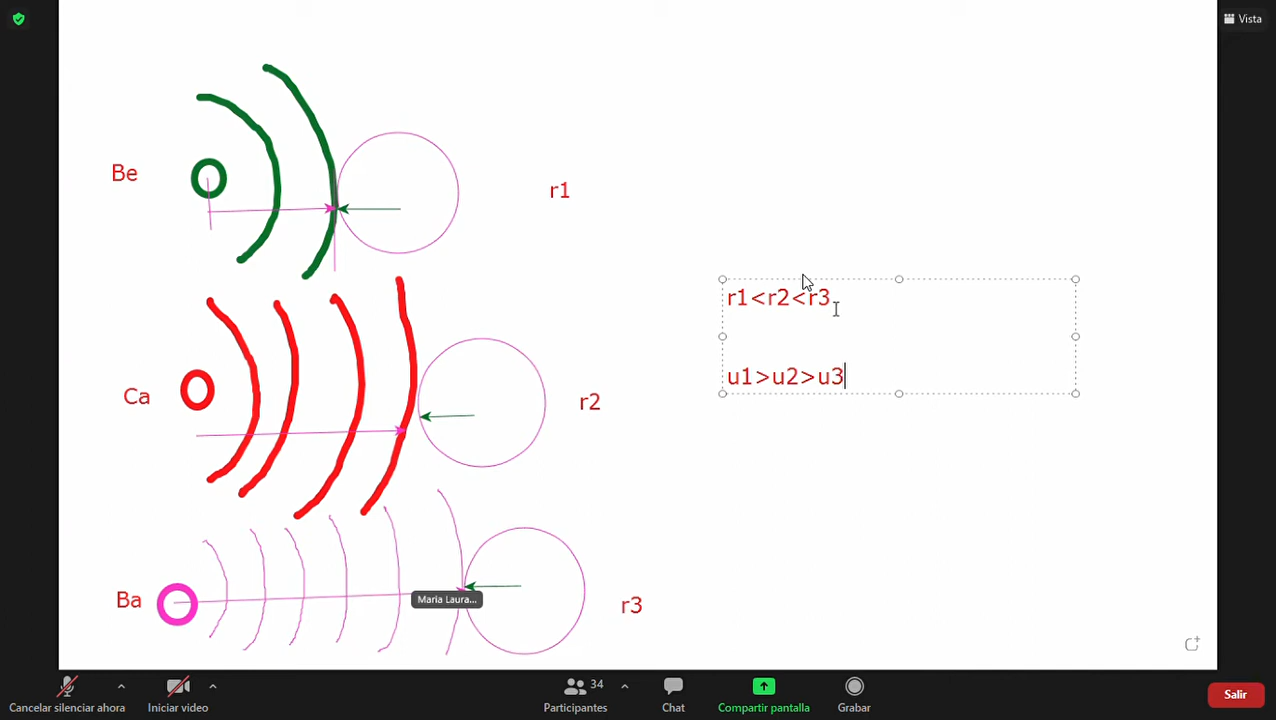 Vista
Be
r1
r1<r2<r3
u1>u2>u3
Ca
r2
Ba
Maria Laura...
r3
Cancelar silenciar ahora
Iniciar video
34
Participantes
Chat
Compartir pantalla
Grabar
Salir